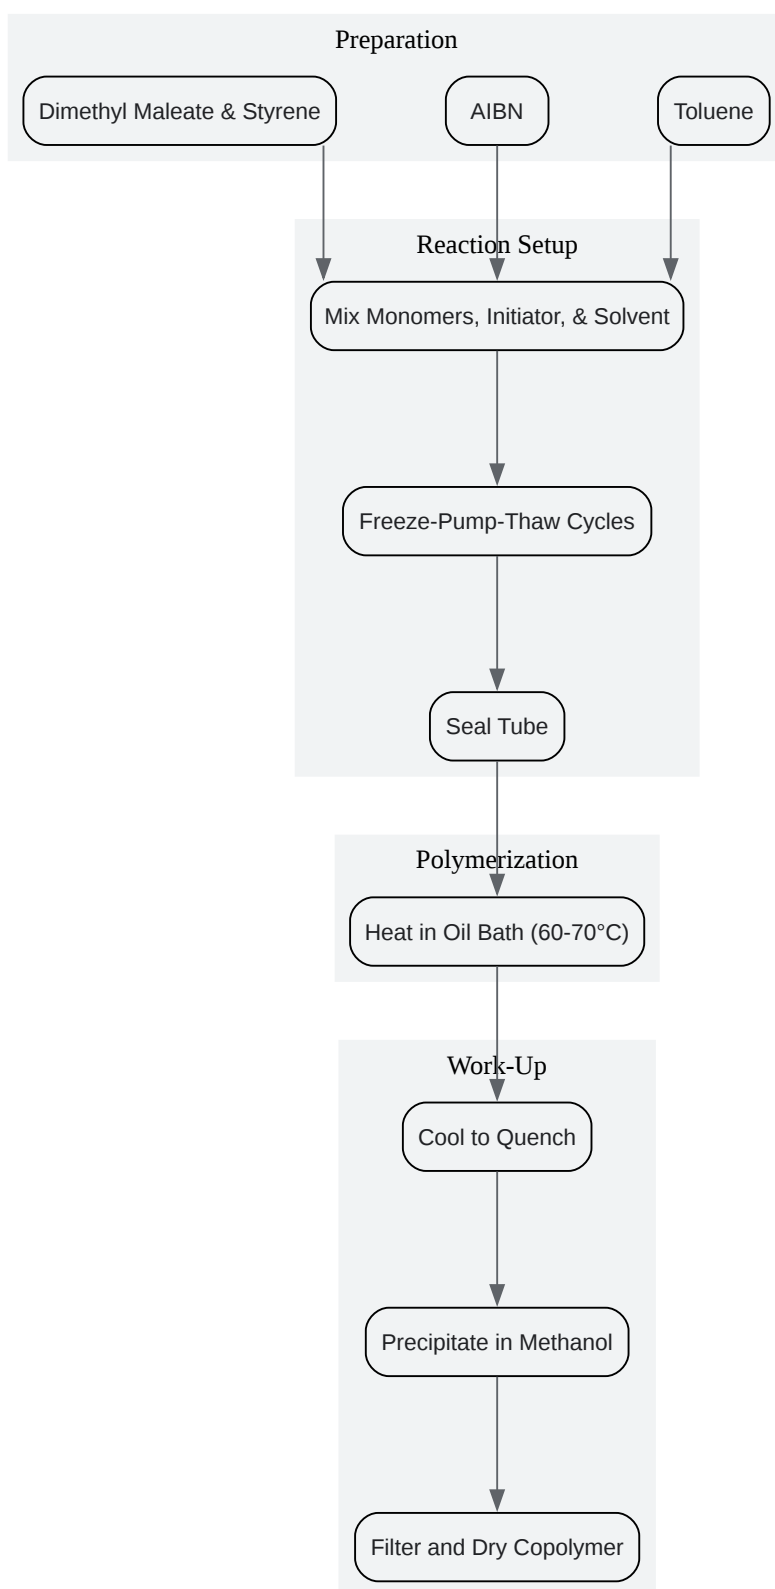 Preparation
Dimethyl Maleate & Styrene
AIBN
Toluene
Reaction Setup
Mix Monomers, Initiator, & Solvent
Freeze-Pump-Thaw Cycles
Seal Tube
Polymerization
Heat in Oil Bath (60-70°C)
Work-Up
Cool to Quench
Precipitate in Methanol
Filter and Dry Copolymer